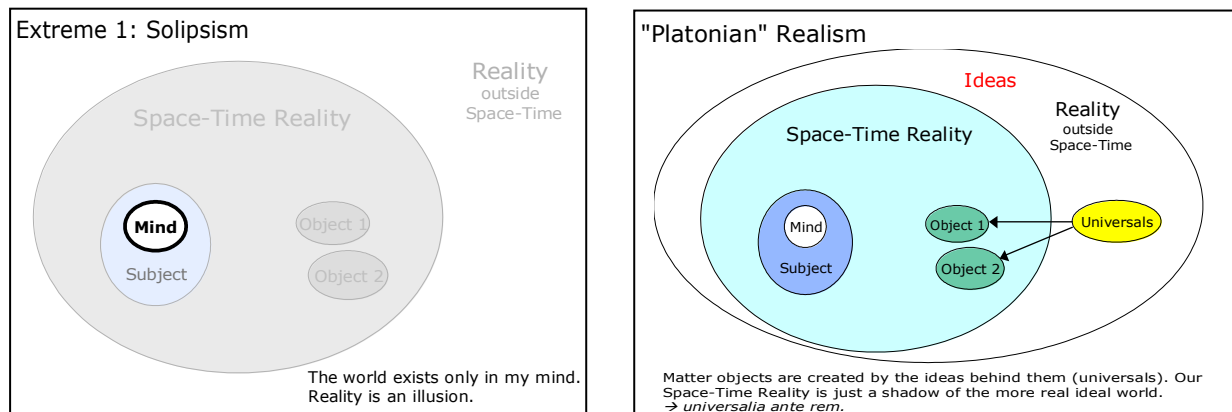 Extreme 1: Solipsism
Reality
outside
Space-Time
Space-Time Reality
Mind
Subject
Object 1
Object 2
The world exists only in my mind.
Reality is an illusion.
"Platonian" Realism
Ideas
Reality
outside
Space-Time
Space-Time Reality
Mind
Subject
Object 1
Object 2
Universals
Matter objects are created by the ideas behind them (universals). Our
Space-Time Reality is just a shadow of the more real ideal world.
→ universalia ante rem.